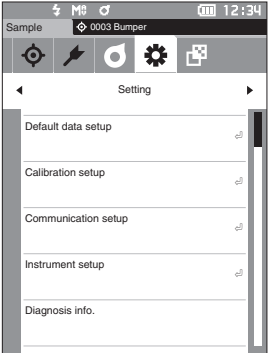 M® 12:34
Sample 0003 Bumper
Setting
Default data setup
Calibration setup
Communication setup
Instrument setup
Diagnosis info.